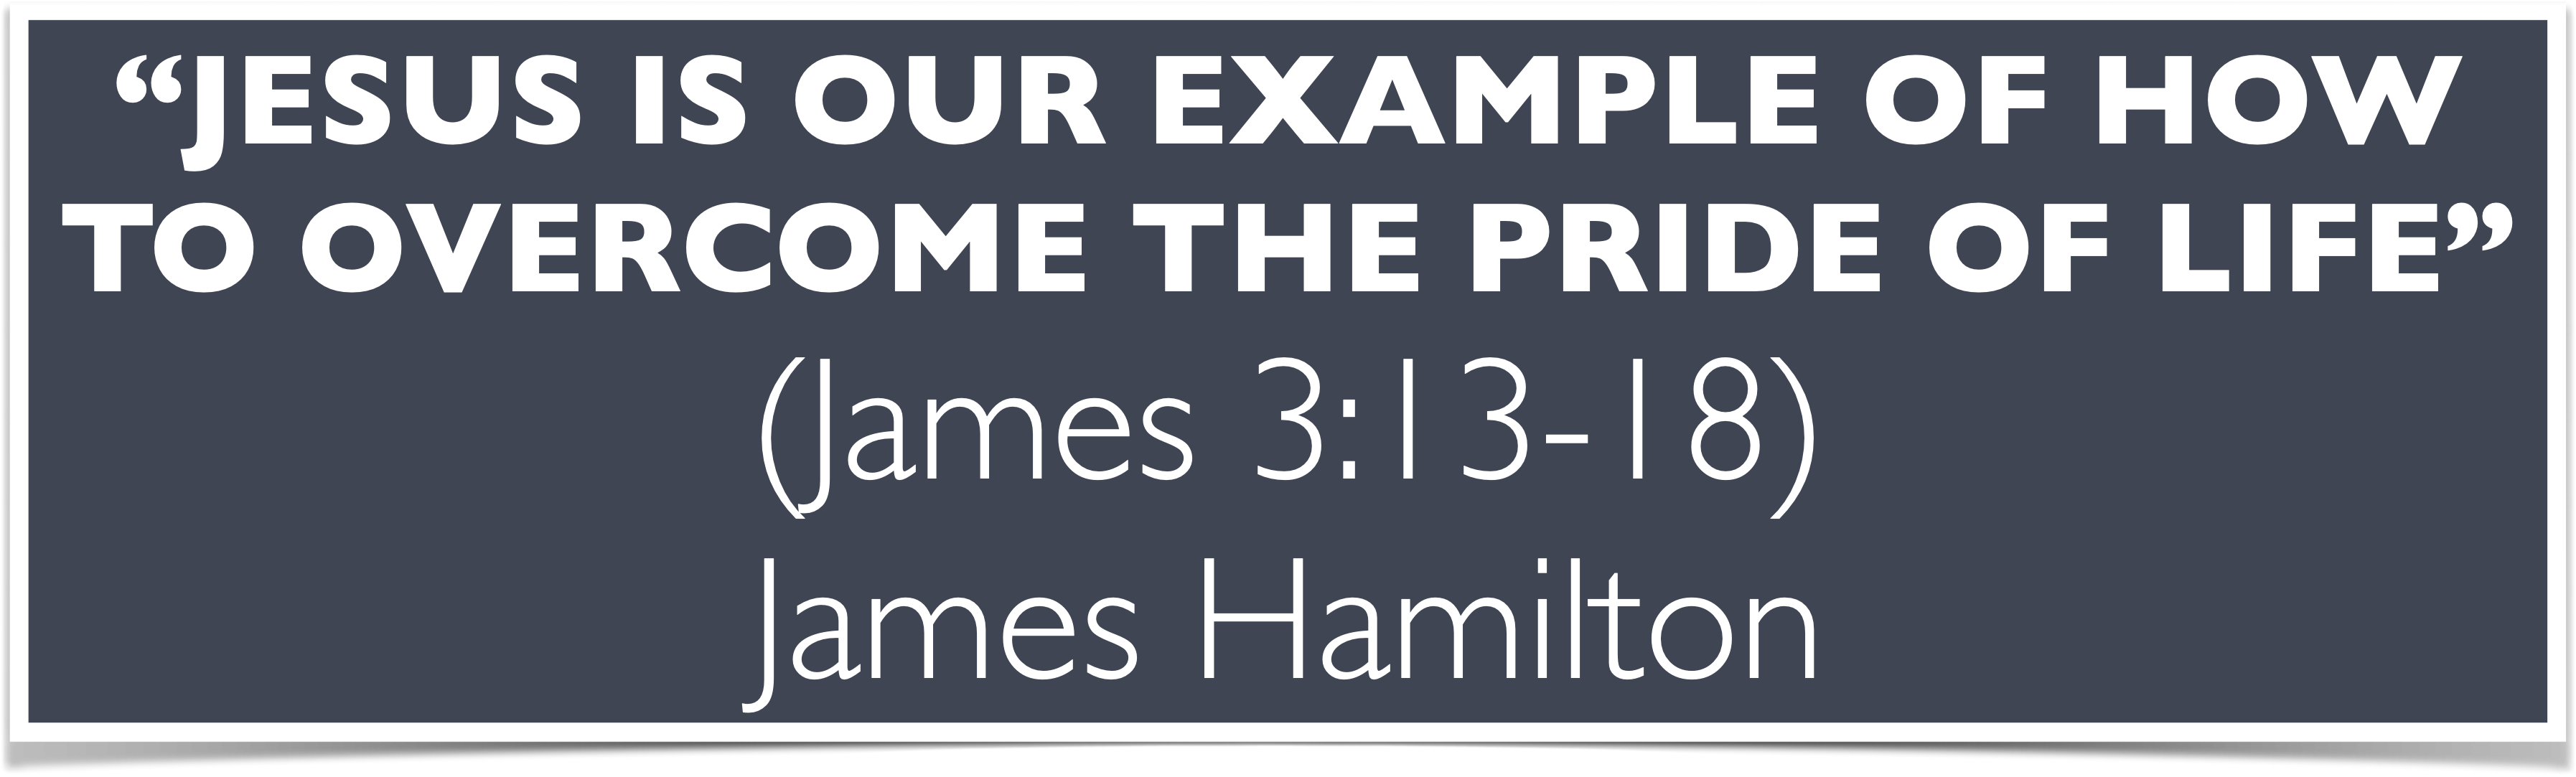 “JESUS IS OUR EXAMPLE OF HOW
TO OVERCOME THE PRIDE OF LIFE”
(James 3:13-18)
James Hamilton